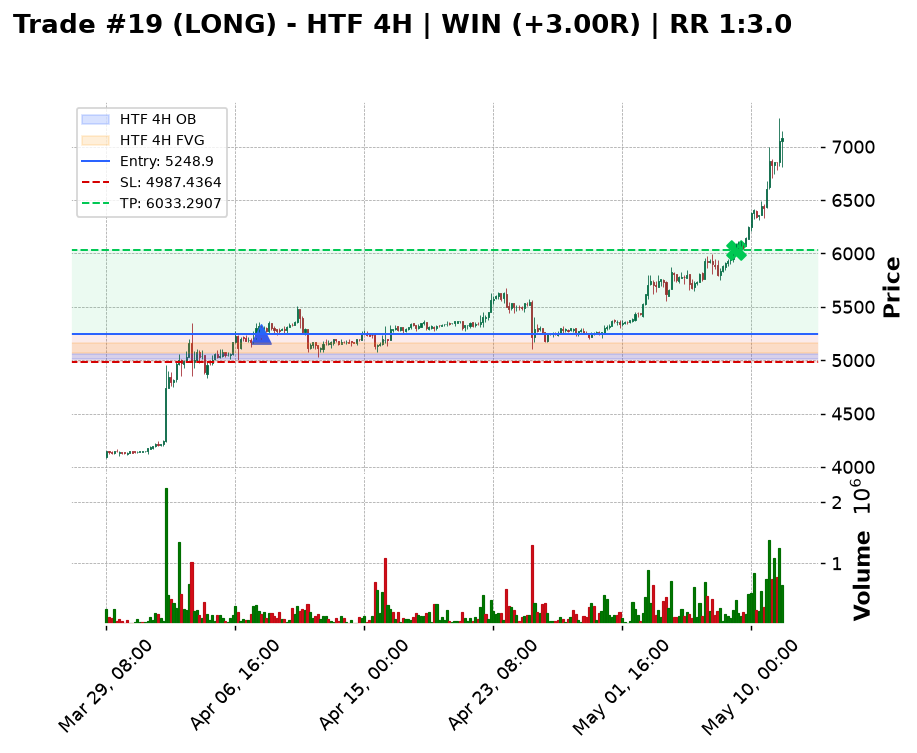 Trade #19 (LONG) - HTF 4H | WIN (+3.00R) | RR 1:3.0
HTF 4H OB
HTF 4H FVG
Entry: 5248.9
SL: 4987.4364
TP: 6033.2907
7000
6500
6000
5500
5000
4500
4000
Price
2
1
Volume 10^6
Mar 29, 08:00
Apr 06, 16:00
Apr 15, 00:00
Apr 23, 08:00
May 01, 16:00
May 10, 00:00